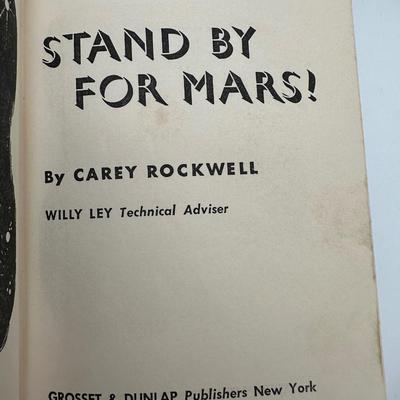 STAND BY
FOR MARS!
By CAREY ROCKWELL
WILLY LEY Technical Adviser
GROSSET & DUNLAP Publishers New York